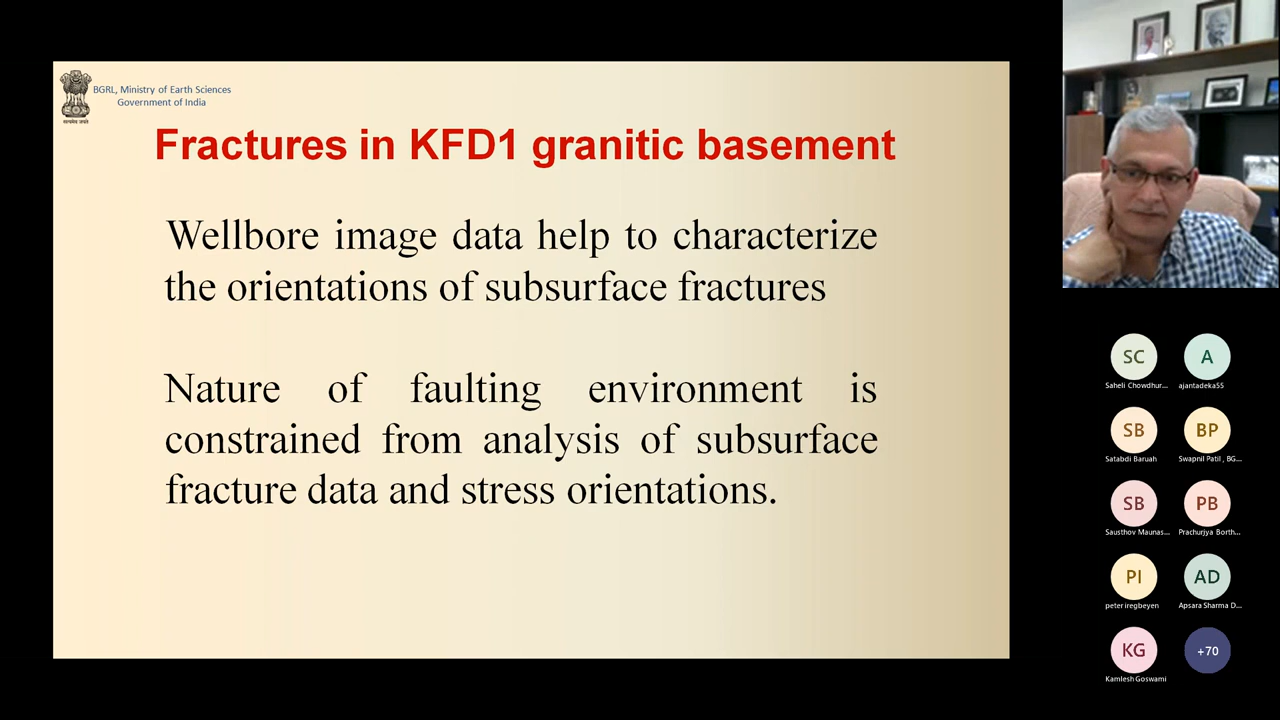 BGRL, Ministry of Earth Sciences
Government of India
सत्यमेव जयते
Fractures in KFD1 granitic basement
Wellbore image data help to characterize
the orientations of subsurface fractures
Nature of faulting environment is
constrained from analysis of subsurface
fracture data and stress orientations.
SC
Saheli Chowdhur...
A
ajantadeka55
SB
Satabdi Baruah
BP
Swapnil Patil , BG...
SB
Sausthov Maunas...
PB
Prachurjya Borth...
PI
peter iregbeyen
AD
Apsara Sharma D...
KG
Kamlesh Goswami
+70